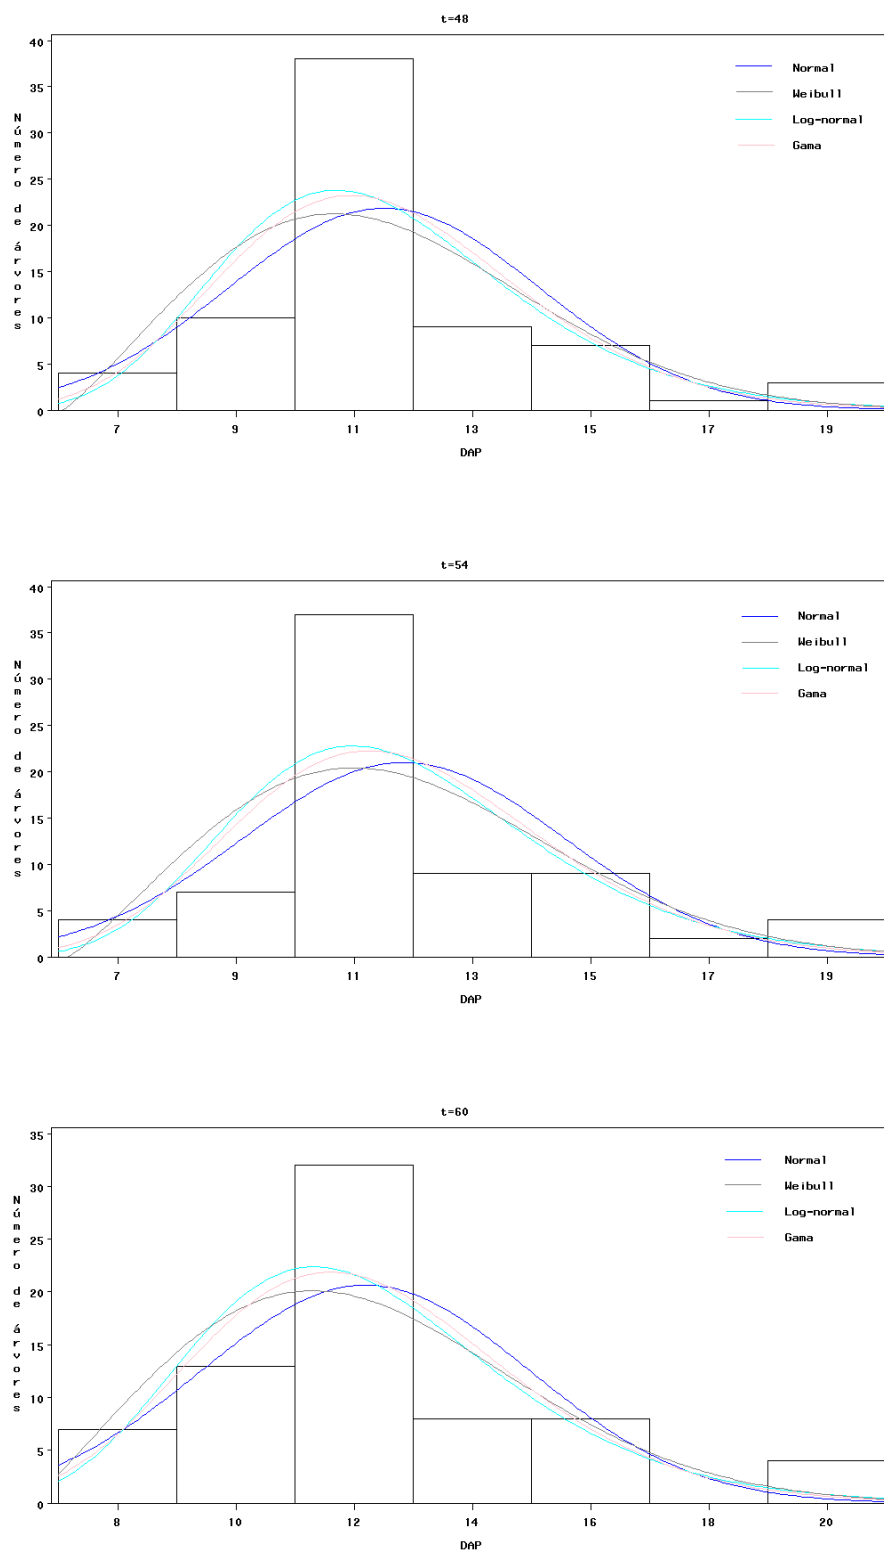 t=48
40
35
30
25
20
15
10
5
0
Número de árvores
Normal
Weibull
Log-normal
Gama
7 9 11 13 15 17 19
DAP
t=54
40
35
30
25
20
15
10
5
0
Número de árvores
Normal
Weibull
Log-normal
Gama
7 9 11 13 15 17 19
DAP
t=60
35
30
25
20
15
10
5
0
Número de árvores
Normal
Weibull
Log-normal
Gama
8 10 12 14 16 18 20
DAP